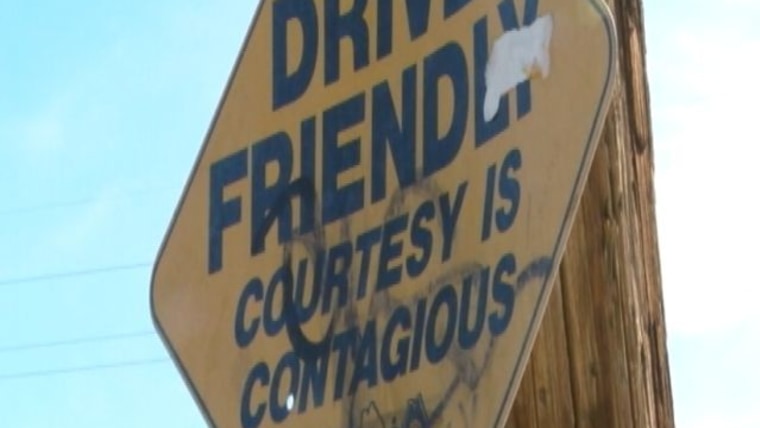 DRIVE
FRIENDLY
COURTESY IS
CONTAGIOUS